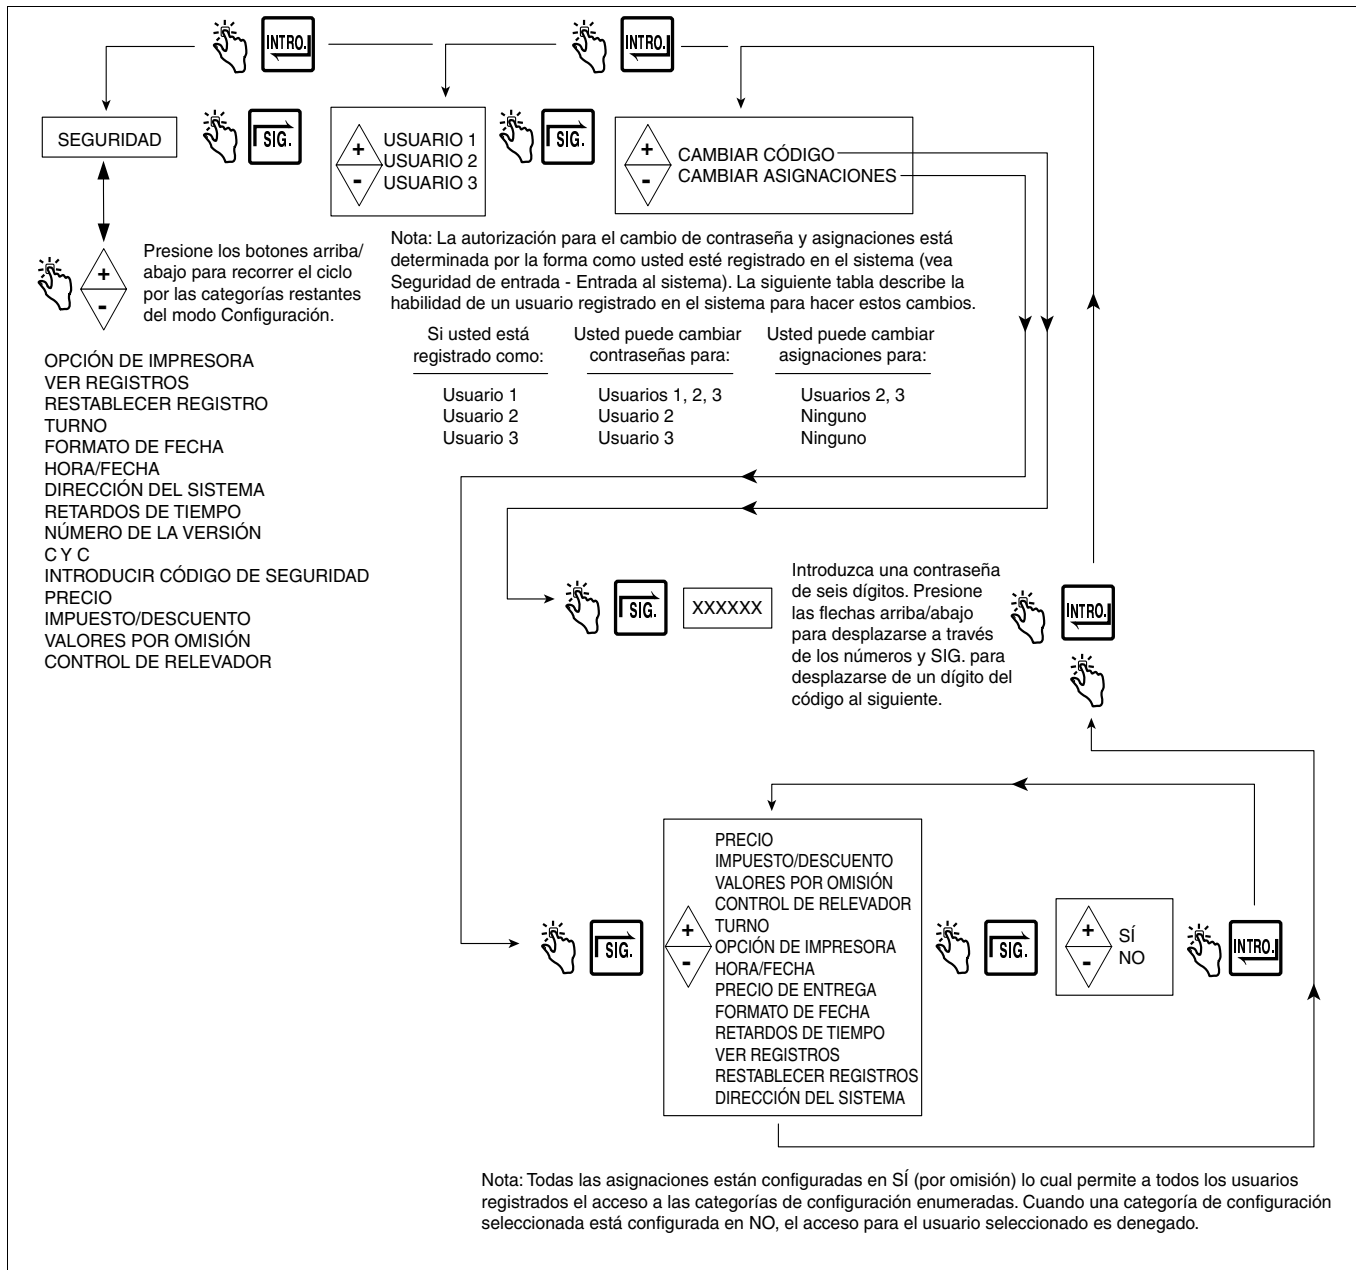 INTRO.
INTRO.
SEGURIDAD
SIG.
+
-
USUARIO 1
USUARIO 2
USUARIO 3
SIG.
+
-
CAMBIAR CÓDIGO
CAMBIAR ASIGNACIONES
+
-
Presione los botones arriba/
abajo para recorrer el ciclo
por las categorías restantes
del modo Configuración.
Nota: La autorización para el cambio de contraseña y asignaciones está
determinada por la forma como usted esté registrado en el sistema (vea
Seguridad de entrada - Entrada al sistema). La siguiente tabla describe la
habilidad de un usuario registrado en el sistema para hacer estos cambios.
Si usted está registrado como: Usted puede cambiar contraseñas para: Usted puede cambiar asignaciones para:
Usuario 1 Usuarios 1, 2, 3 Usuarios 2, 3
Usuario 2 Usuario 2 Ninguno
Usuario 3 Usuario 3 Ninguno
OPCIÓN DE IMPRESORA
VER REGISTROS
RESTABLECER REGISTRO
TURNO
FORMATO DE FECHA
HORA/FECHA
DIRECCIÓN DEL SISTEMA
RETARDOS DE TIEMPO
NÚMERO DE LA VERSIÓN
C Y C
INTRODUCIR CÓDIGO DE SEGURIDAD
PRECIO
IMPUESTO/DESCUENTO
VALORES POR OMISIÓN
CONTROL DE RELEVADOR
SIG.
XXXXXX
Introduzca una contraseña
de seis dígitos. Presione
las flechas arriba/abajo
para desplazarse a través
de los números y SIG. para
desplazarse de un dígito del
código al siguiente.
INTRO.
SIG.
+
-
PRECIO
IMPUESTO/DESCUENTO
VALORES POR OMISIÓN
CONTROL DE RELEVADOR
TURNO
OPCIÓN DE IMPRESORA
HORA/FECHA
PRECIO DE ENTREGA
FORMATO DE FECHA
RETARDOS DE TIEMPO
VER REGISTROS
RESTABLECER REGISTROS
DIRECCIÓN DEL SISTEMA
SIG.
+
-
SÍ
NO
INTRO.
Nota: Todas las asignaciones están configuradas en SÍ (por omisión) lo cual permite a todos los usuarios
registrados el acceso a las categorías de configuración enumeradas. Cuando una categoría de configuración
seleccionada está configurada en NO, el acceso para el usuario seleccionado es denegado.